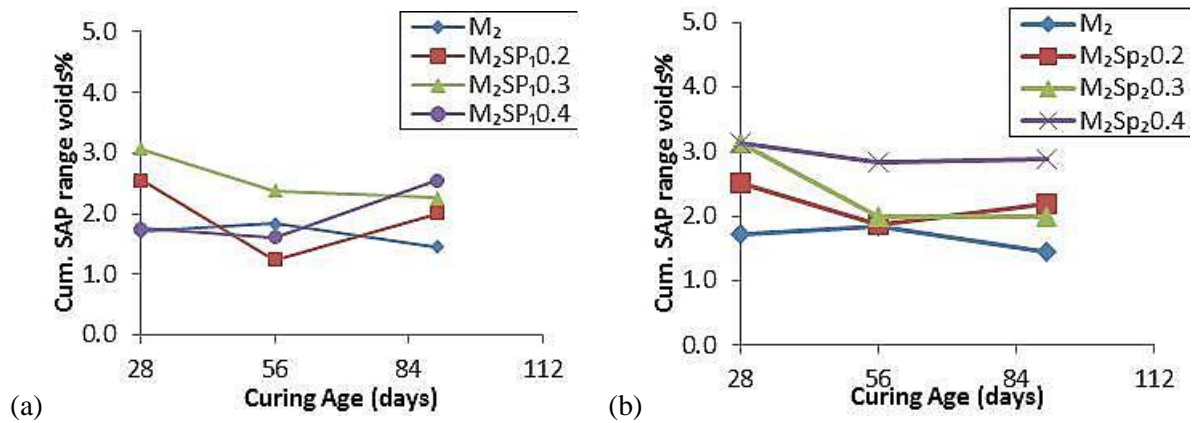 5.0
4.0
3.0
2.0
1.0
0.0
Cum. SAP range voids%
28
56
84
112
Curing Age (days)
M₂
M₂SP₁0.2
M₂SP₁0.3
M₂SP₁0.4
(a)
5.0
4.0
3.0
2.0
1.0
0.0
Cum. SAP range voids%
28
56
84
112
Curing Age (days)
M₂
M₂Sp₂0.2
M₂Sp₂0.3
M₂Sp₂0.4
(b)